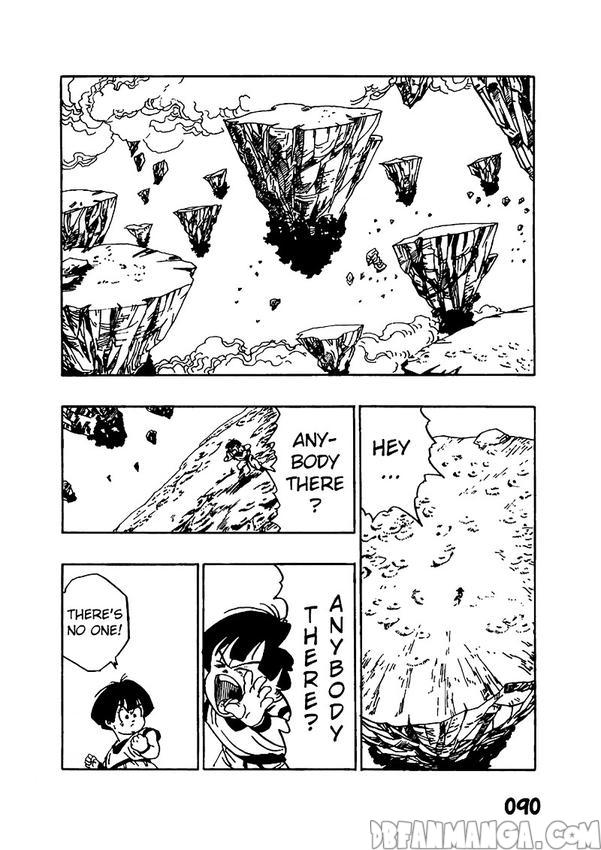 HEY
...
ANY-
BODY
THERE
?
ANYBODY
THERE?
THERE'S
NO ONE!
090
DBFANMANGA.COM